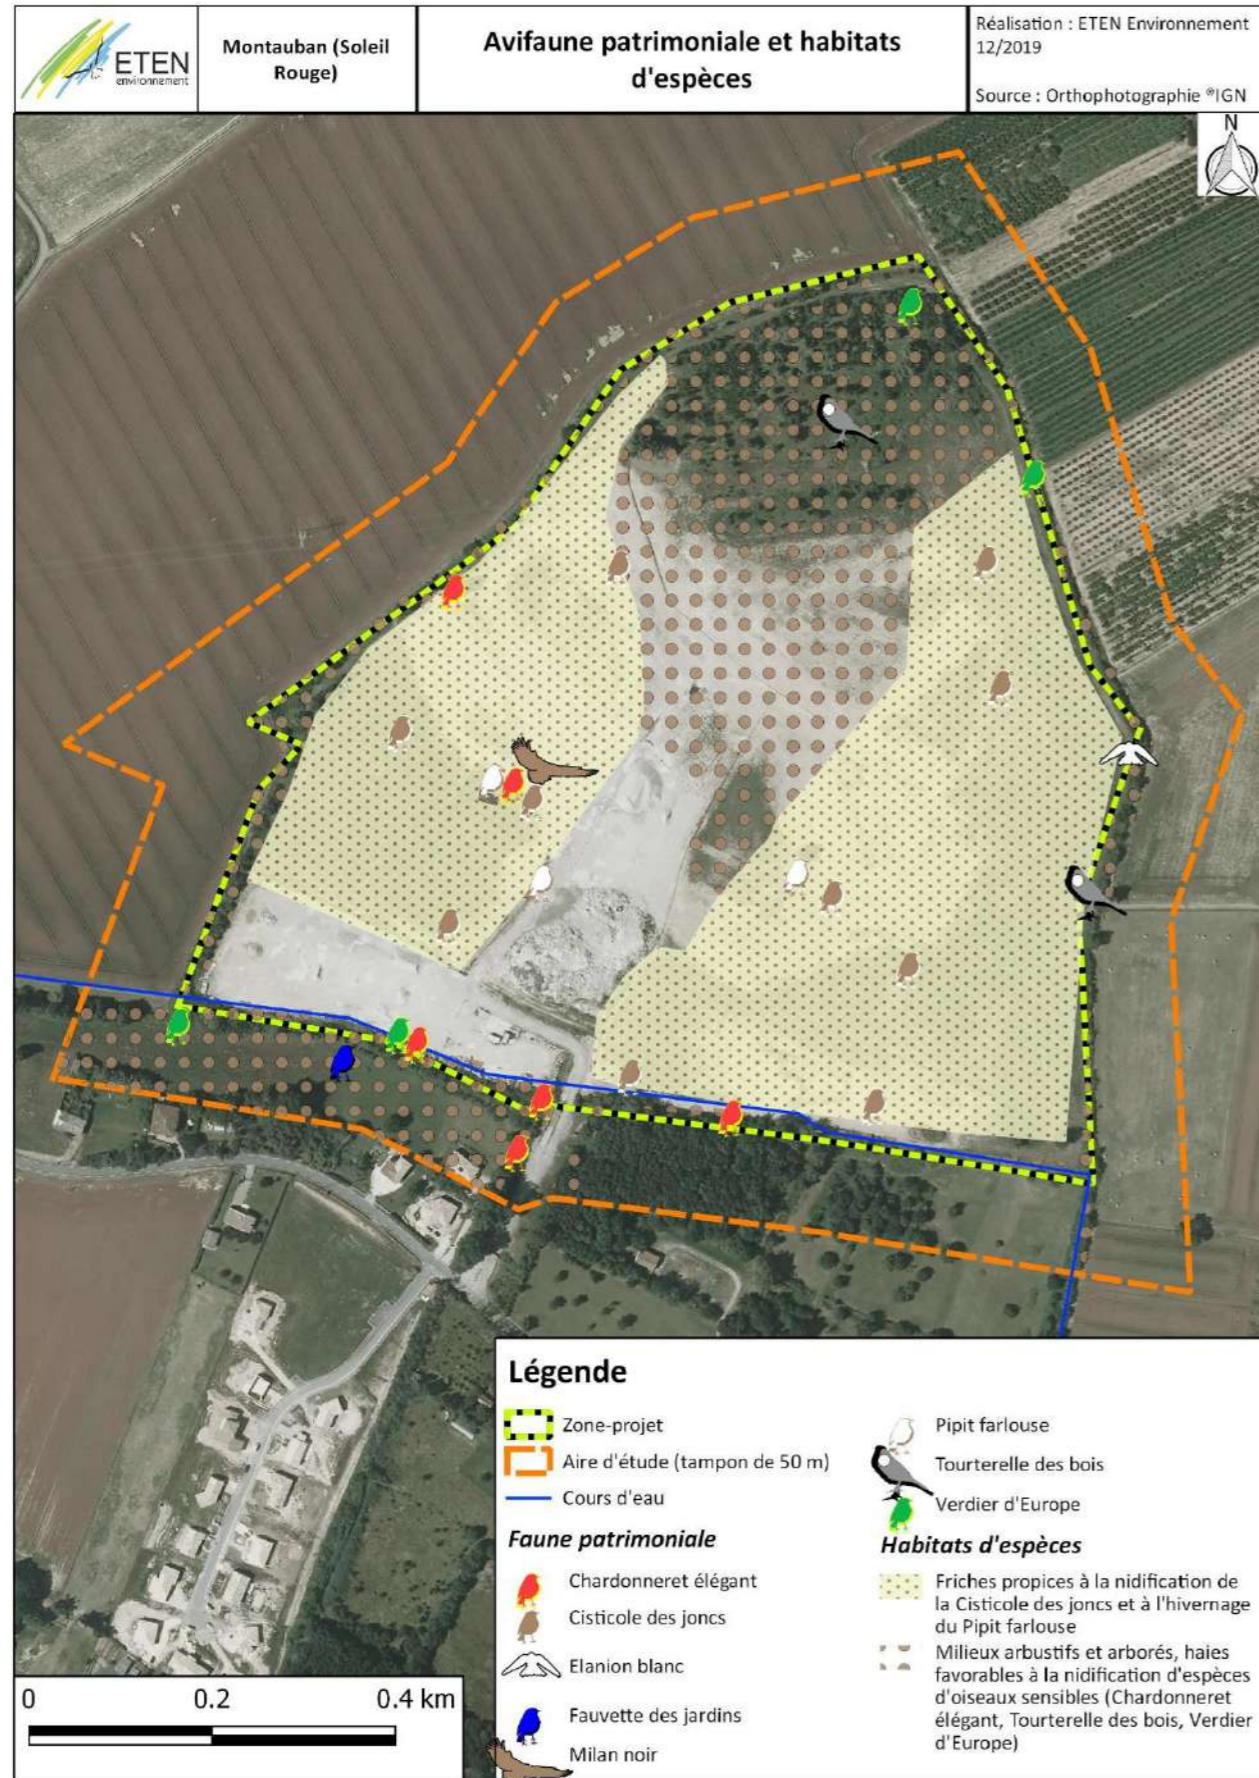 ETEN
environnement
Montauban (Soleil
Rouge)
Avifaune patrimoniale et habitats
d'espèces
Réalisation : ETEN Environnement
12/2019
Source : Orthophotographie ®IGN
N
Légende
Zone-projet
Aire d'étude (tampon de 50 m)
Cours d'eau
Faune patrimoniale
Chardonneret élégant
Cisticole des joncs
Elanion blanc
Fauvette des jardins
Milan noir
Pipit farlouse
Tourterelle des bois
Verdier d'Europe
Habitats d'espèces
Friches propices à la nidification de
la Cisticole des joncs et à l'hivernage
du Pipit farlouse
Milieux arbustifs et arborés, haies
favorables à la nidification d'espèces
d'oiseaux sensibles (Chardonneret
élégant, Tourterelle des bois, Verdier
d'Europe)
0 0.2 0.4 km